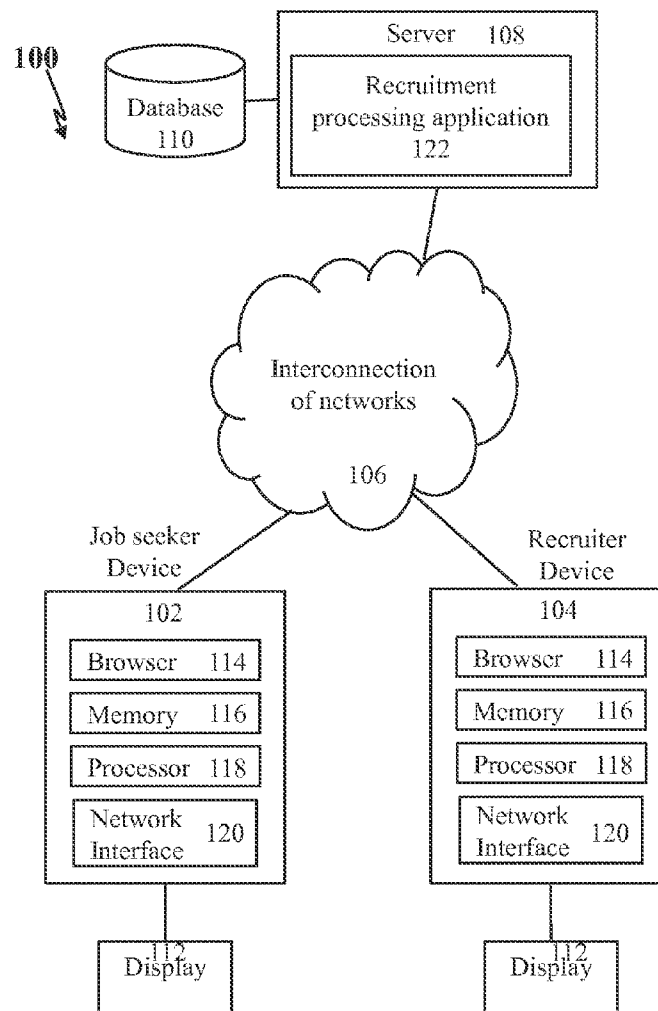 100
Server 108
Database
110
Recruitment
processing application
122
Interconnection
of networks
106
Job seeker
Device
102
Browser 114
Memory 116
Processor 118
Network
Interface 120
112
Display
Recruiter
Device
104
Browser 114
Memory 116
Processor 118
Network
Interface 120
112
Display